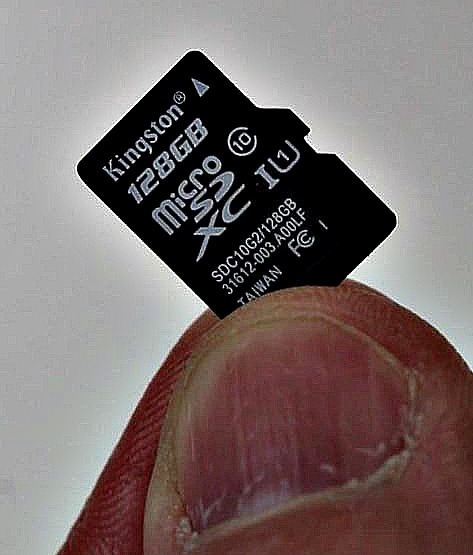 Kingston®
128GB
Micro
SD
XC I U1
10
SDC10G2/128GB
31612-003.A00LF
TAIWAN FC I